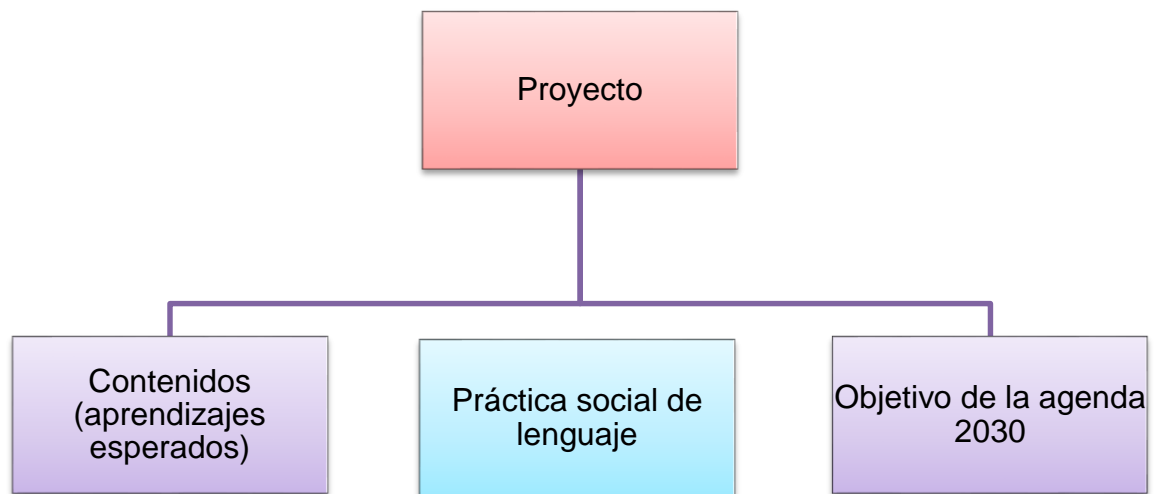 Proyecto
Contenidos
(aprendizajes
esperados)
Práctica social de
lenguaje
Objetivo de la agenda
2030